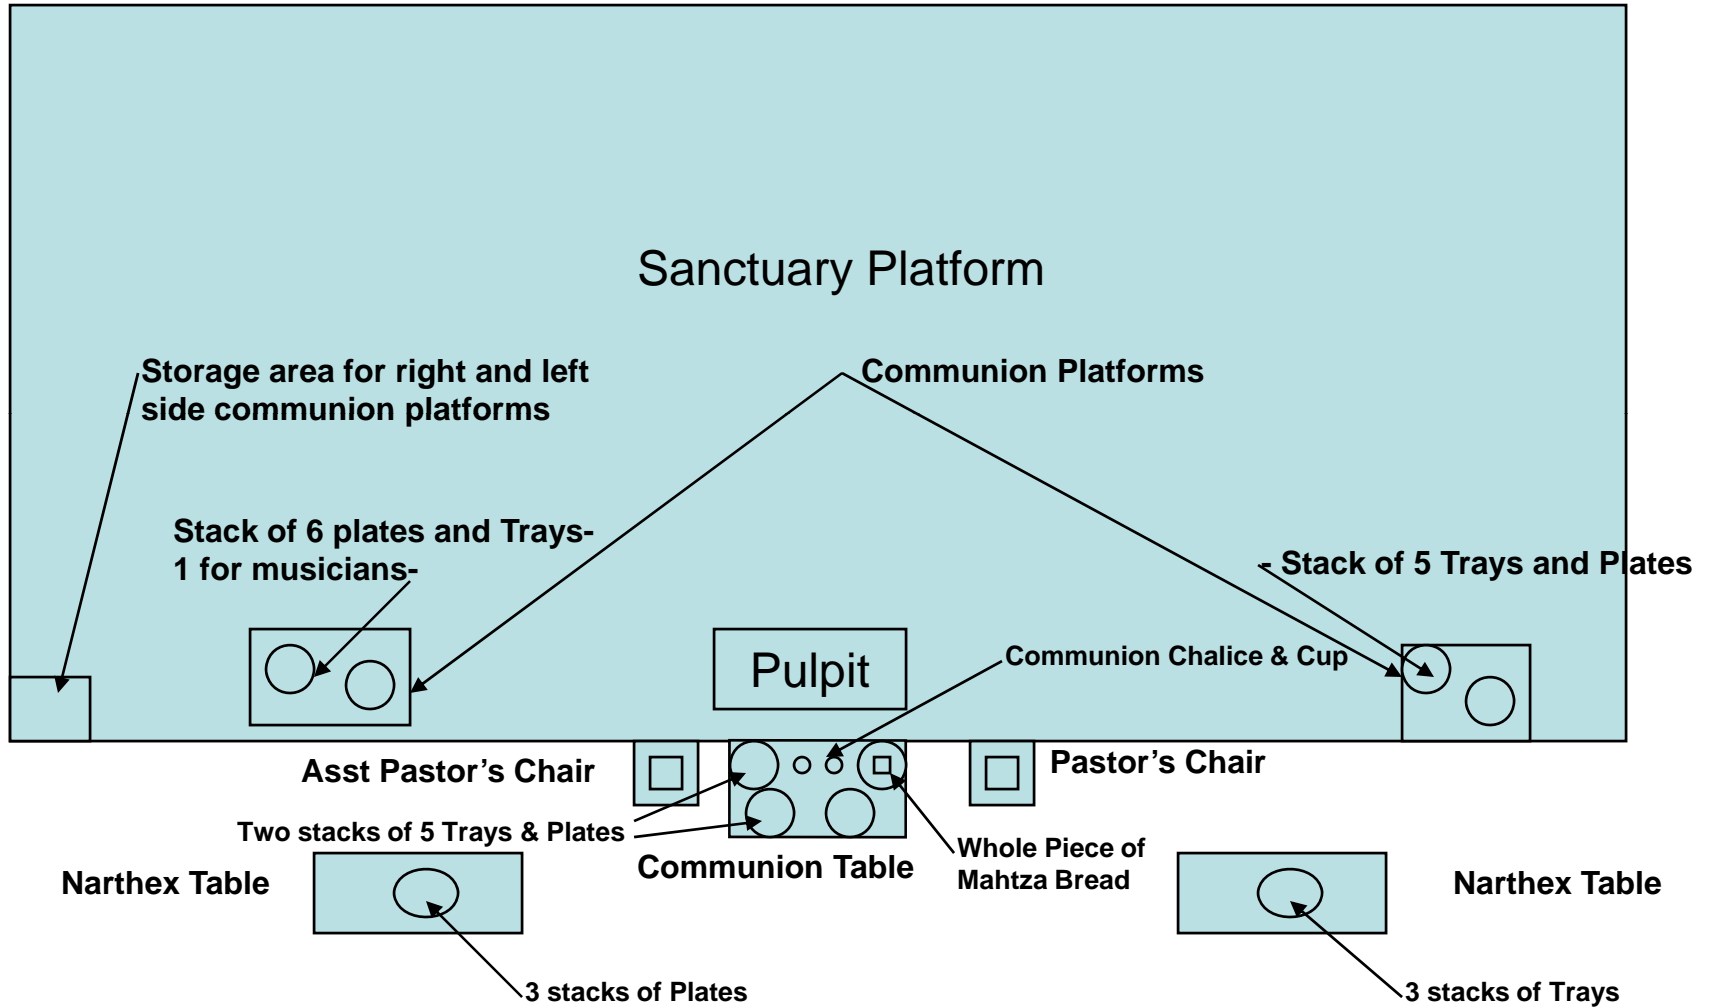 Sanctuary Platform
Storage area for right and left
side communion platforms
Communion Platforms
Stack of 6 plates and Trays-
1 for musicians-
- Stack of 5 Trays and Plates
Pulpit
Communion Chalice & Cup
Asst Pastor’s Chair
Pastor’s Chair
Two stacks of 5 Trays & Plates
Communion Table
Whole Piece of
Mahtza Bread
Narthex Table
Narthex Table
3 stacks of Plates
3 stacks of Trays